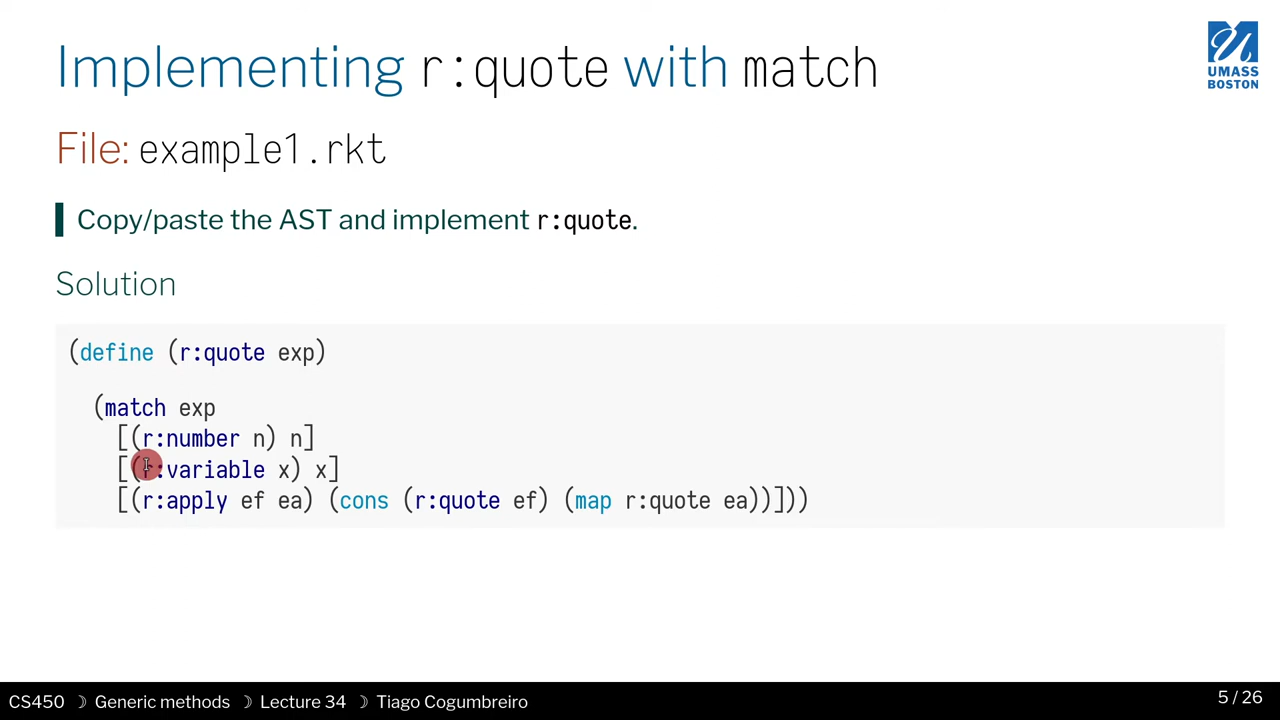 Implementing r:quote with match
UMASS
BOSTON
File: example1.rkt
Copy/paste the AST and implement r:quote.
Solution
(define (r:quote exp)
(match exp
[(r:number n) n]
[(r:variable x) x]
[(r:apply ef ea) (cons (r:quote ef) (map r:quote ea))]))
CS450 ☽ Generic methods ☽ Lecture 34 ☽ Tiago Cogumbreiro
5 / 26